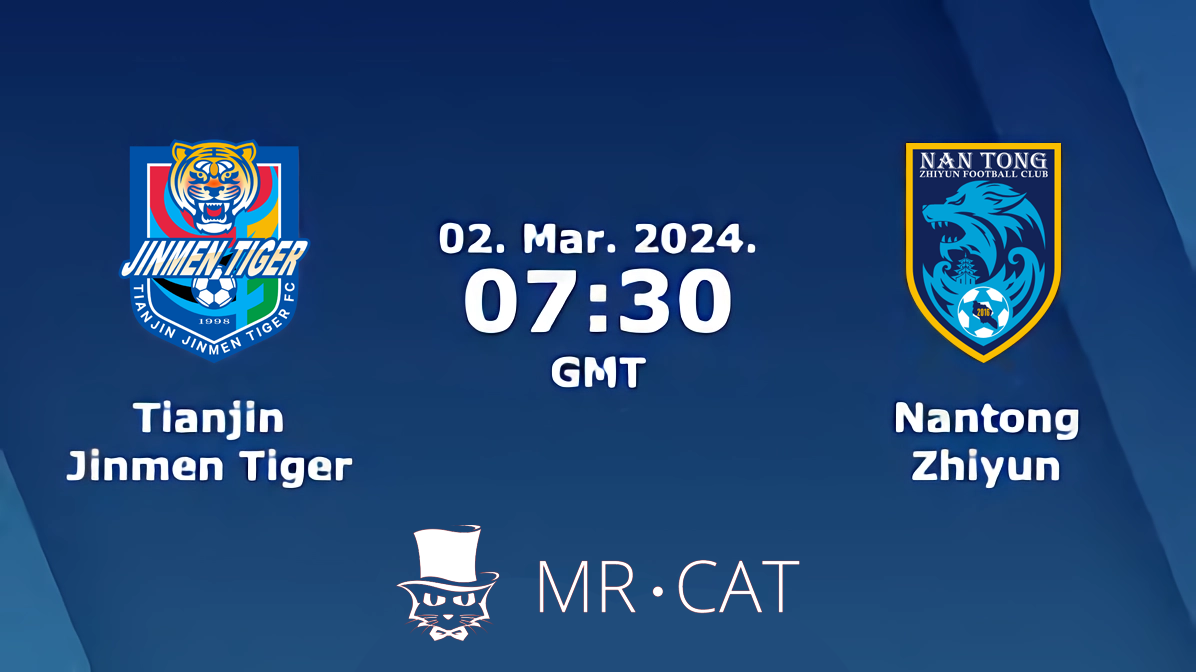 JINMEN TIGER
1998
TIANJIN JINMEN TIGER FC
Tianjin
Jinmen Tiger
02. Mar. 2024.
07:30
GMT
NAN TONG
ZHIYUN FOOTBALL CLUB
2016
Nantong
Zhiyun
MR·CAT